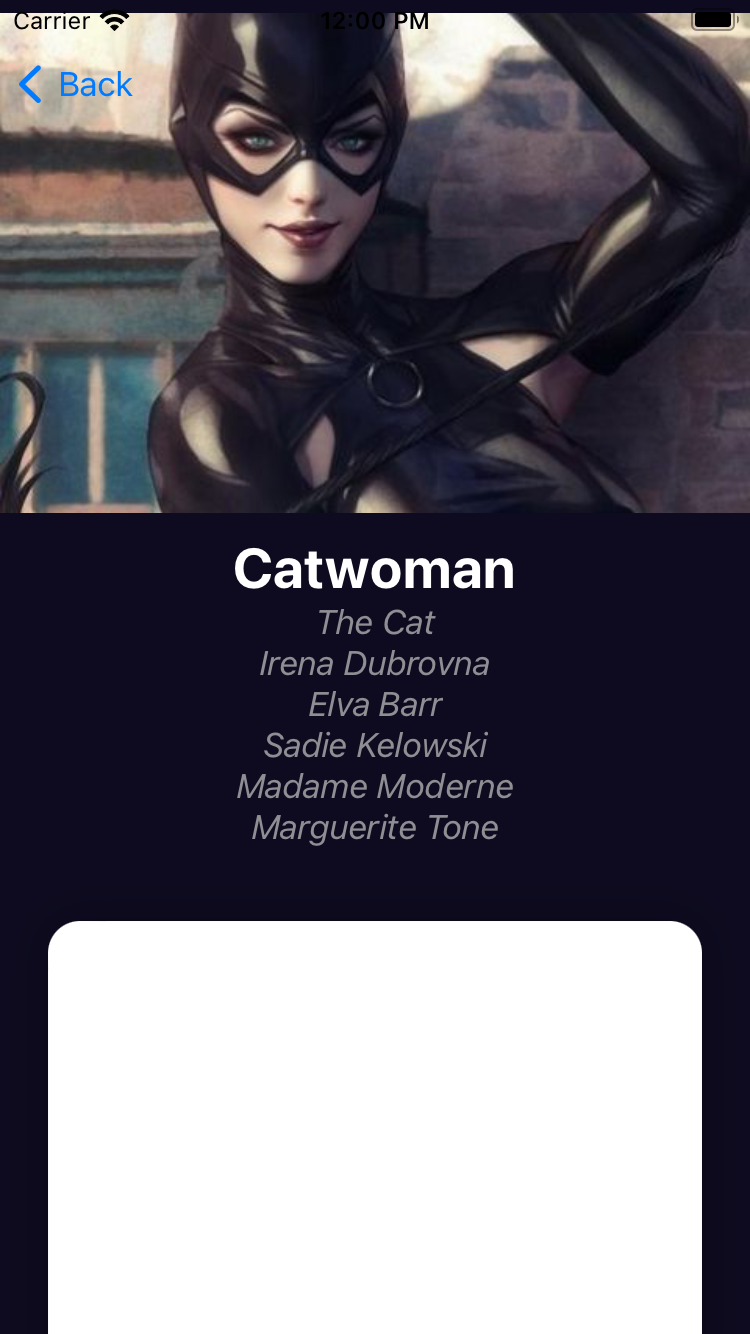 Carrier 12:00 PM
Back
Catwoman
The Cat
Irena Dubrovna
Elva Barr
Sadie Kelowski
Madame Moderne
Marguerite Tone